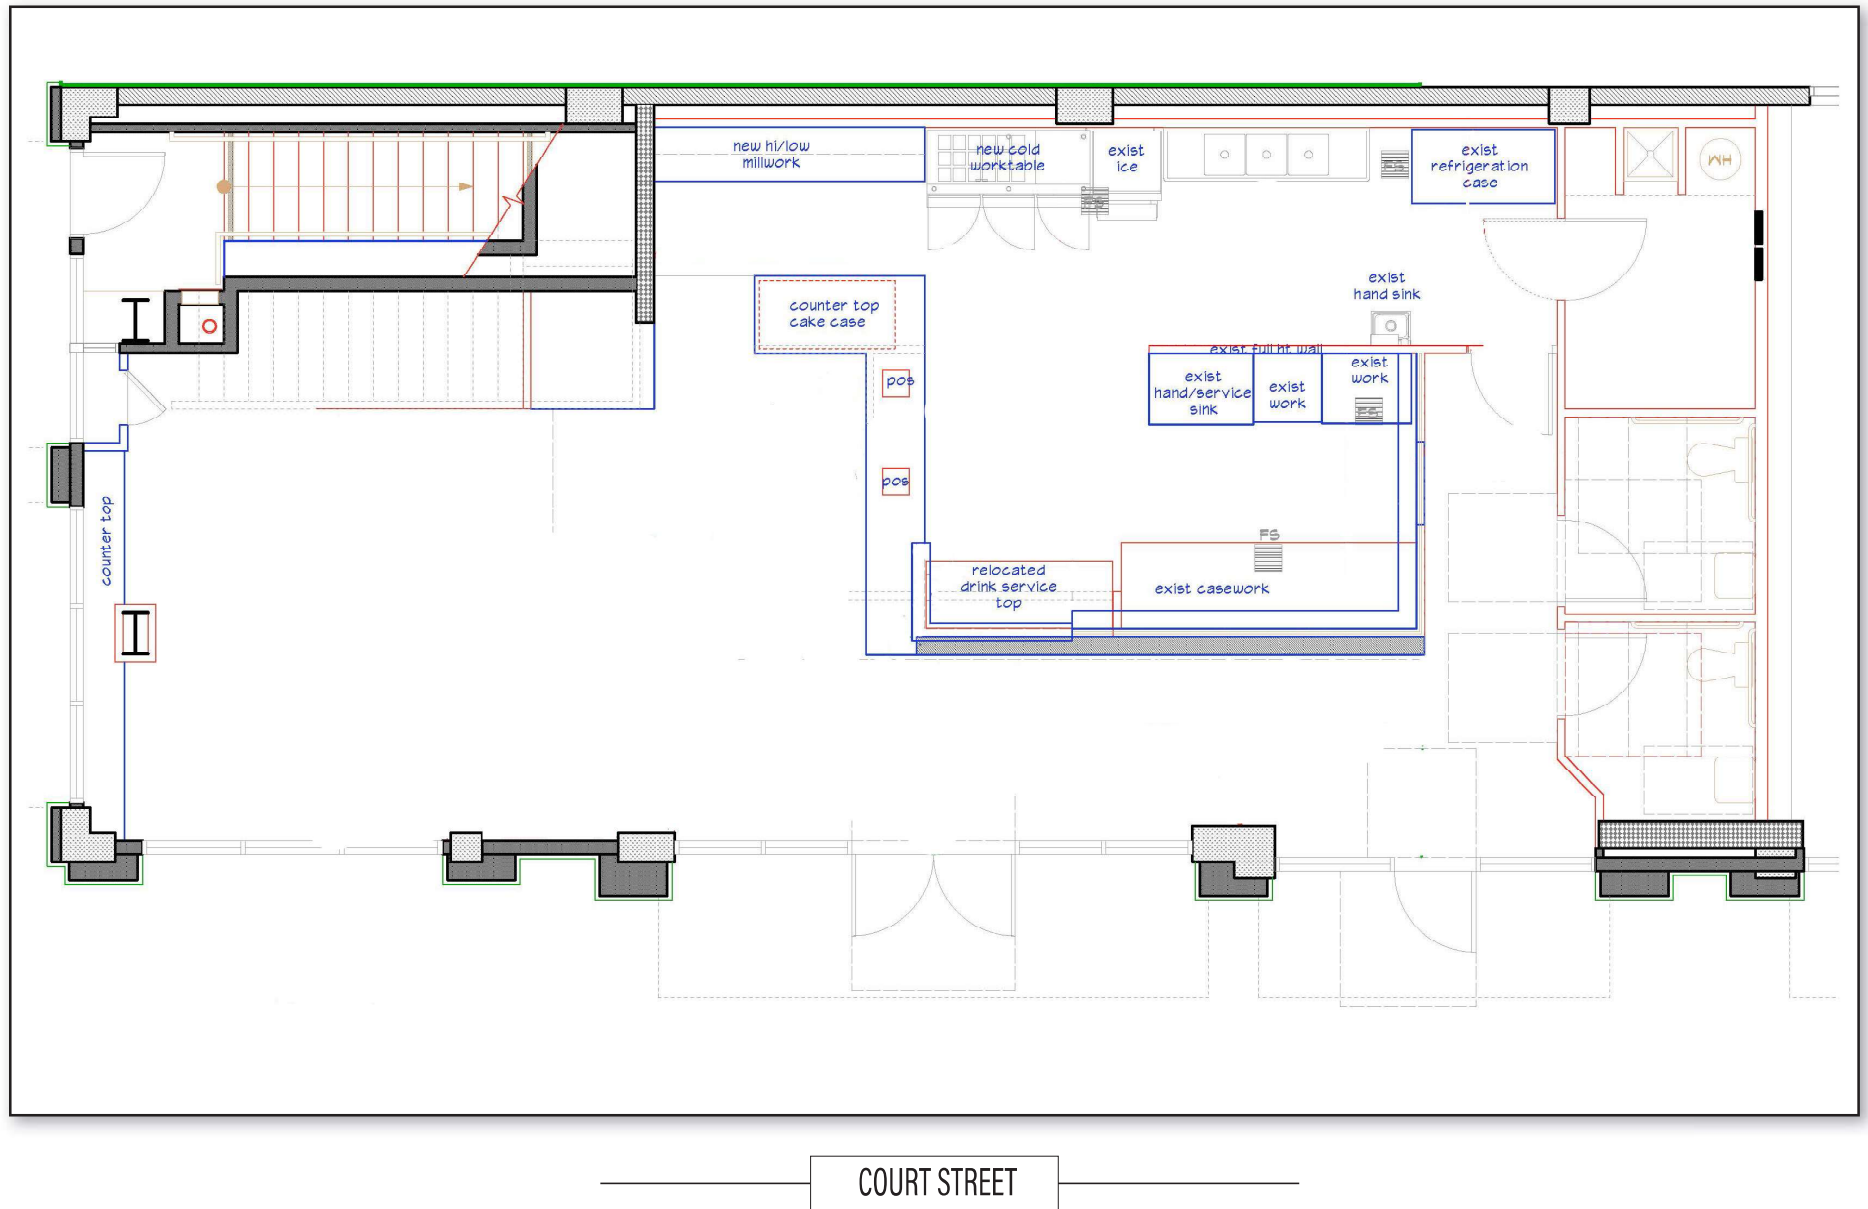 new hi/low
millwork
new cold
worktable
exist
ice
exist
refrigeration
case
FS
WH
exist
hand sink
counter top
cake case
exist full ht wall
pos
exist
hand/service
sink
exist
work
exist
work
FS
pos
counter top
FS
relocated
drink service
top
exist casework
COURT STREET